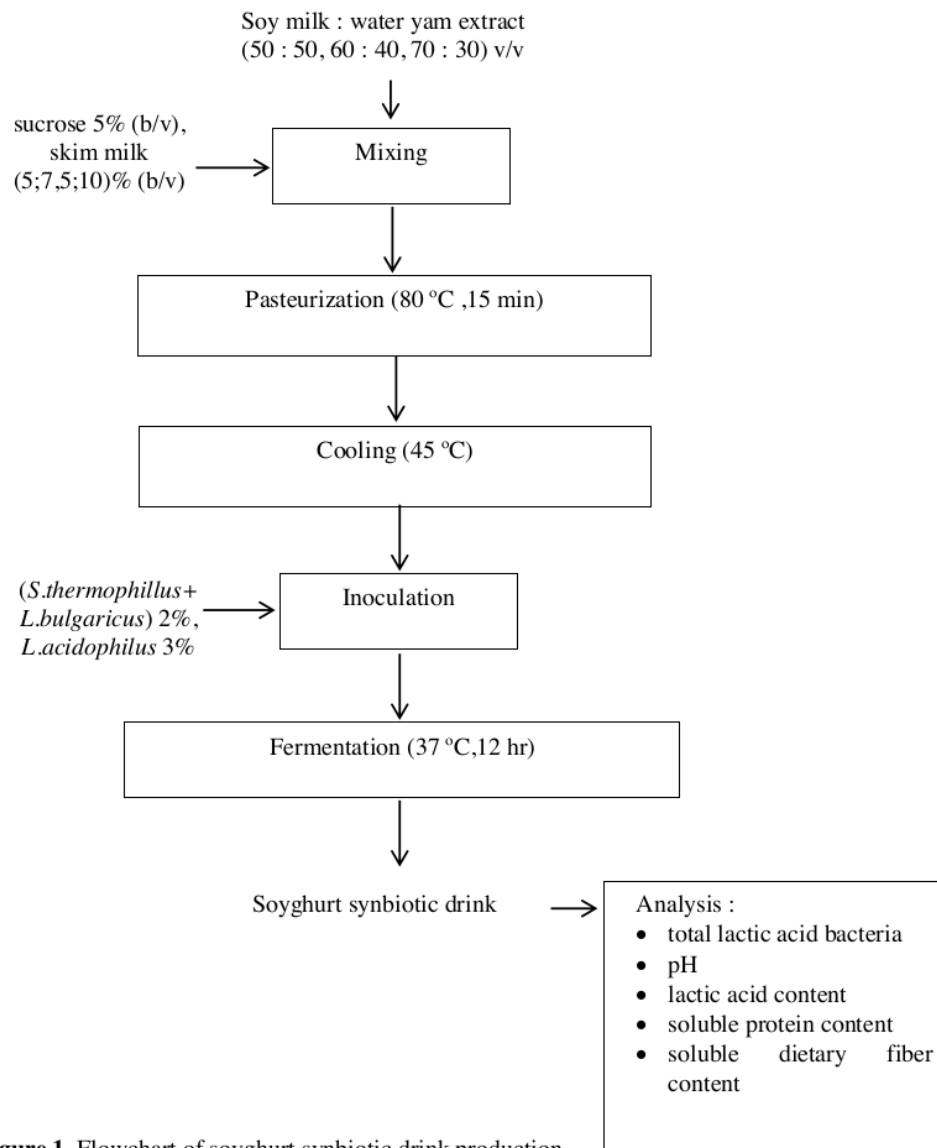 Soy milk : water yam extract
(50 : 50, 60 : 40, 70 : 30) v/v
sucrose 5% (b/v),
skim milk
(5;7,5;10)% (b/v)
Mixing
Pasteurization (80 °C ,15 min)
Cooling (45 °C)
(S.thermophillus+
L.bulgaricus) 2%,
L.acidophilus 3%
Inoculation
Fermentation (37 °C,12 hr)
Soyghurt synbiotic drink
Analysis :
• total lactic acid bacteria
• pH
• lactic acid content
• soluble protein content
• soluble dietary fiber
content
gure 1. Flowchart of soyghurt synbiotic drink production